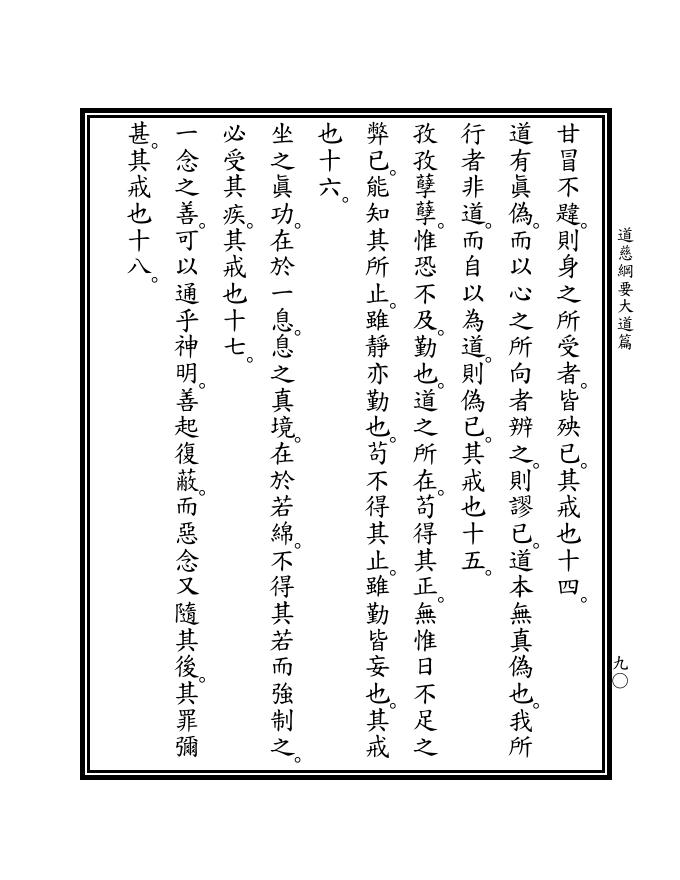 道慈綱要大道篇
九〇
甘冒不韙。則身之所受者。皆殃已。其戒也十四。
道有眞偽。而以心之所向者辨之。則謬已。道本無真偽也。我所
行者非道。而自以為道。則偽已。其戒也十五。
孜孜孽孽。惟恐不及。勤也。道之所在。苟得其正。無惟日不足之
弊已。能知其所止。雖靜亦勤也。苟不得其止。雖勤皆妄也。其戒
也十六。
坐之眞功。在於一息。息之真境。在於若綿。不得其若而強制之。
必受其疾。其戒也十七。
一念之善。可以通乎神明。善起復蔽。而惡念又隨其後。其罪彌
甚。其戒也十八。